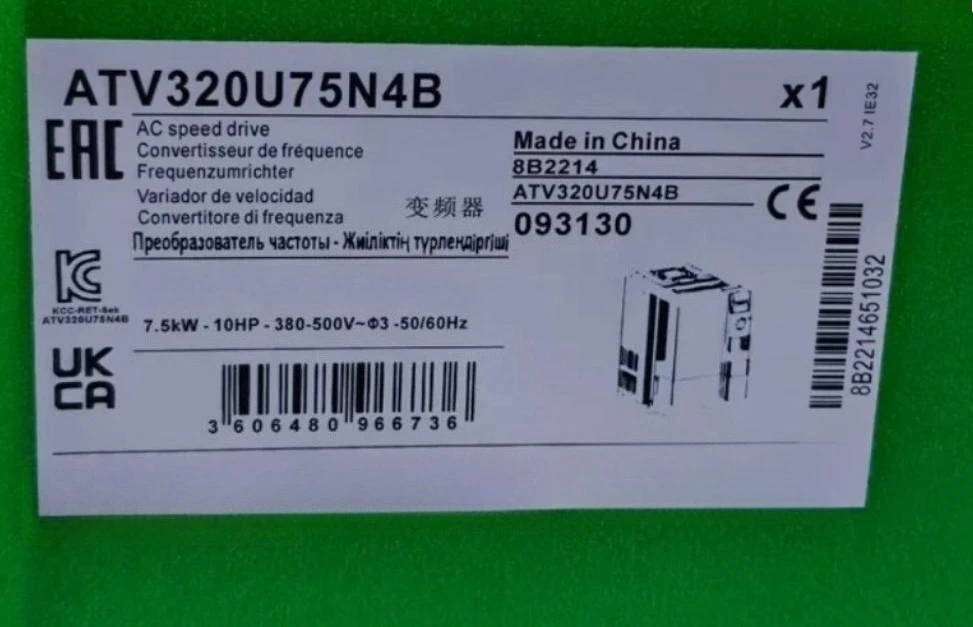 ATV320U75N4B
x1
V2.7 IE32
EAC
AC speed drive
Convertisseur de fréquence
Frequenzumrichter
Variador de velocidad
Convertitore di frequenza
变频器
Преобразователь частоты - Жиіліктің түрлендіргіші
Made in China
8B2214
ATV320U75N4B
093130
CE
KC
KCC-RET-Sek
ATV320U75N4B
7.5kW - 10HP - 380-500V~Φ3 -50/60Hz
UK
CA
3 606480 966736
8B2214651032